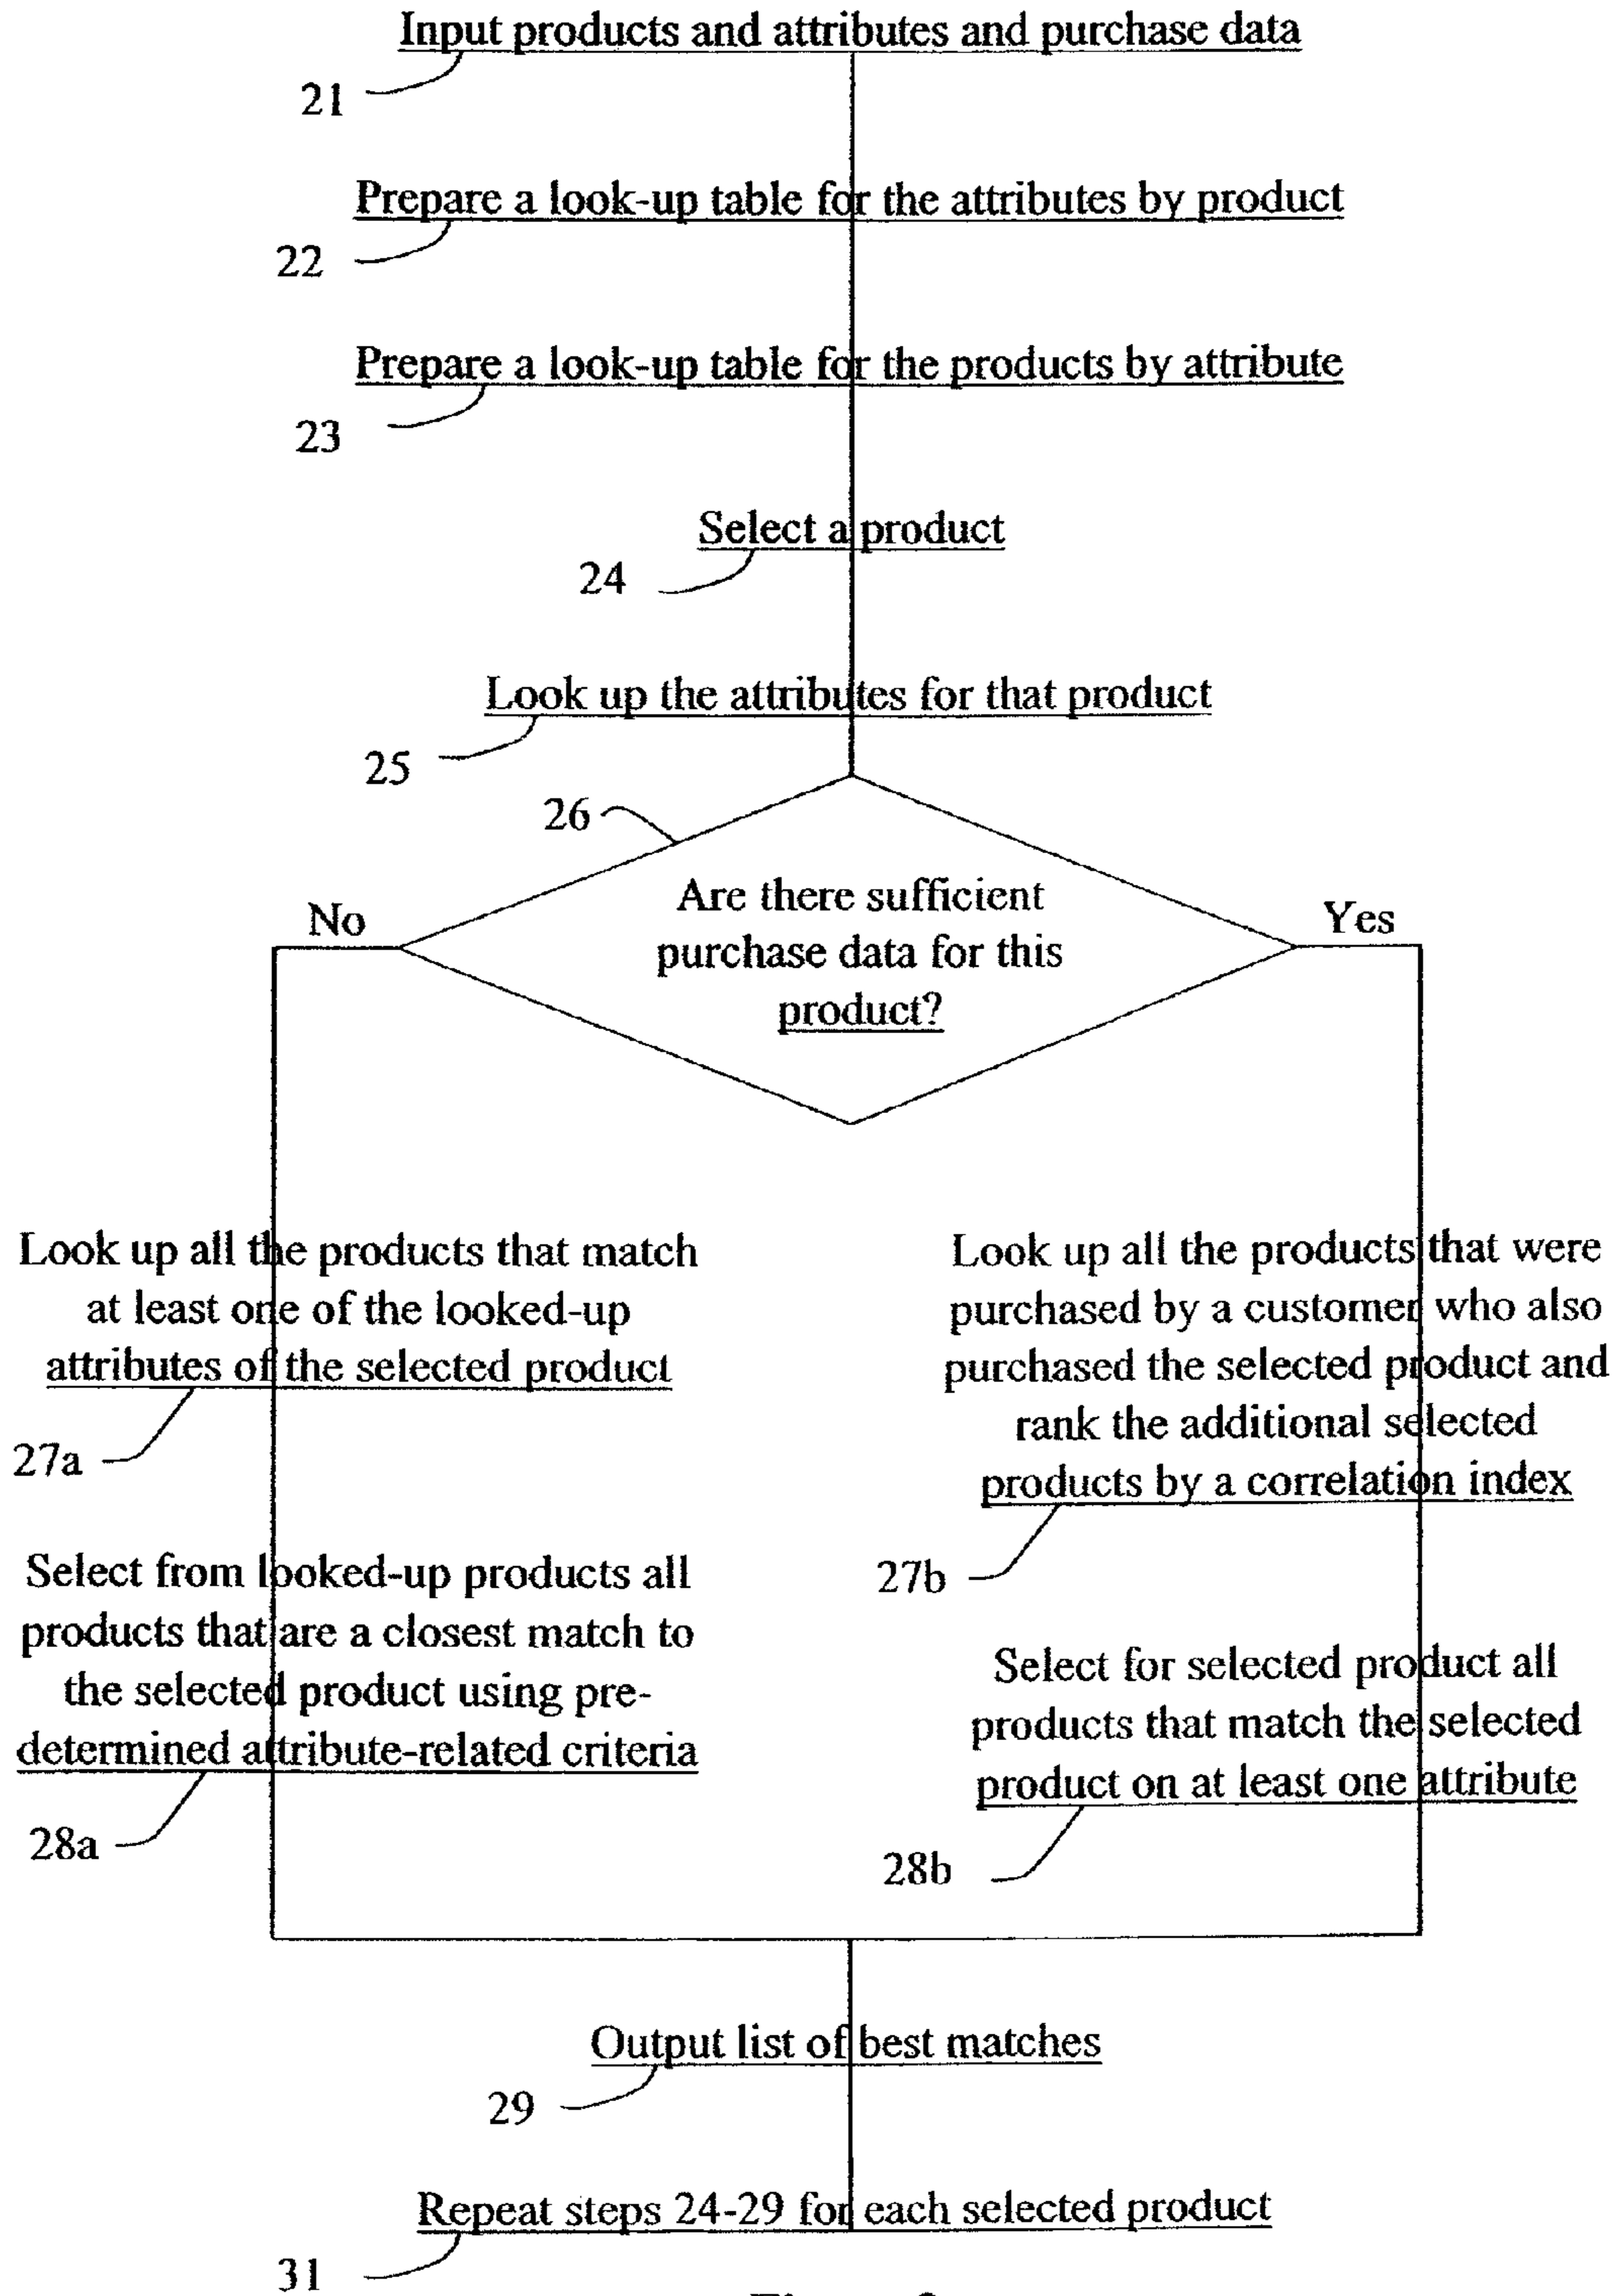 Input products and attributes and purchase data
21
Prepare a look-up table for the attributes by product
22
Prepare a look-up table for the products by attribute
23
Select a product
24
Look up the attributes for that product
25
26
Are there sufficient
purchase data for this
product?
No
Yes
Look up all the products that match
at least one of the looked-up
attributes of the selected product
27a
Select from looked-up products all
products that are a closest match to
the selected product using pre-
determined attribute-related criteria
28a
Look up all the products that were
purchased by a customer who also
purchased the selected product and
rank the additional selected
products by a correlation index
27b
Select for selected product all
products that match the selected
product on at least one attribute
28b
Output list of best matches
29
Repeat steps 24-29 for each selected product
31